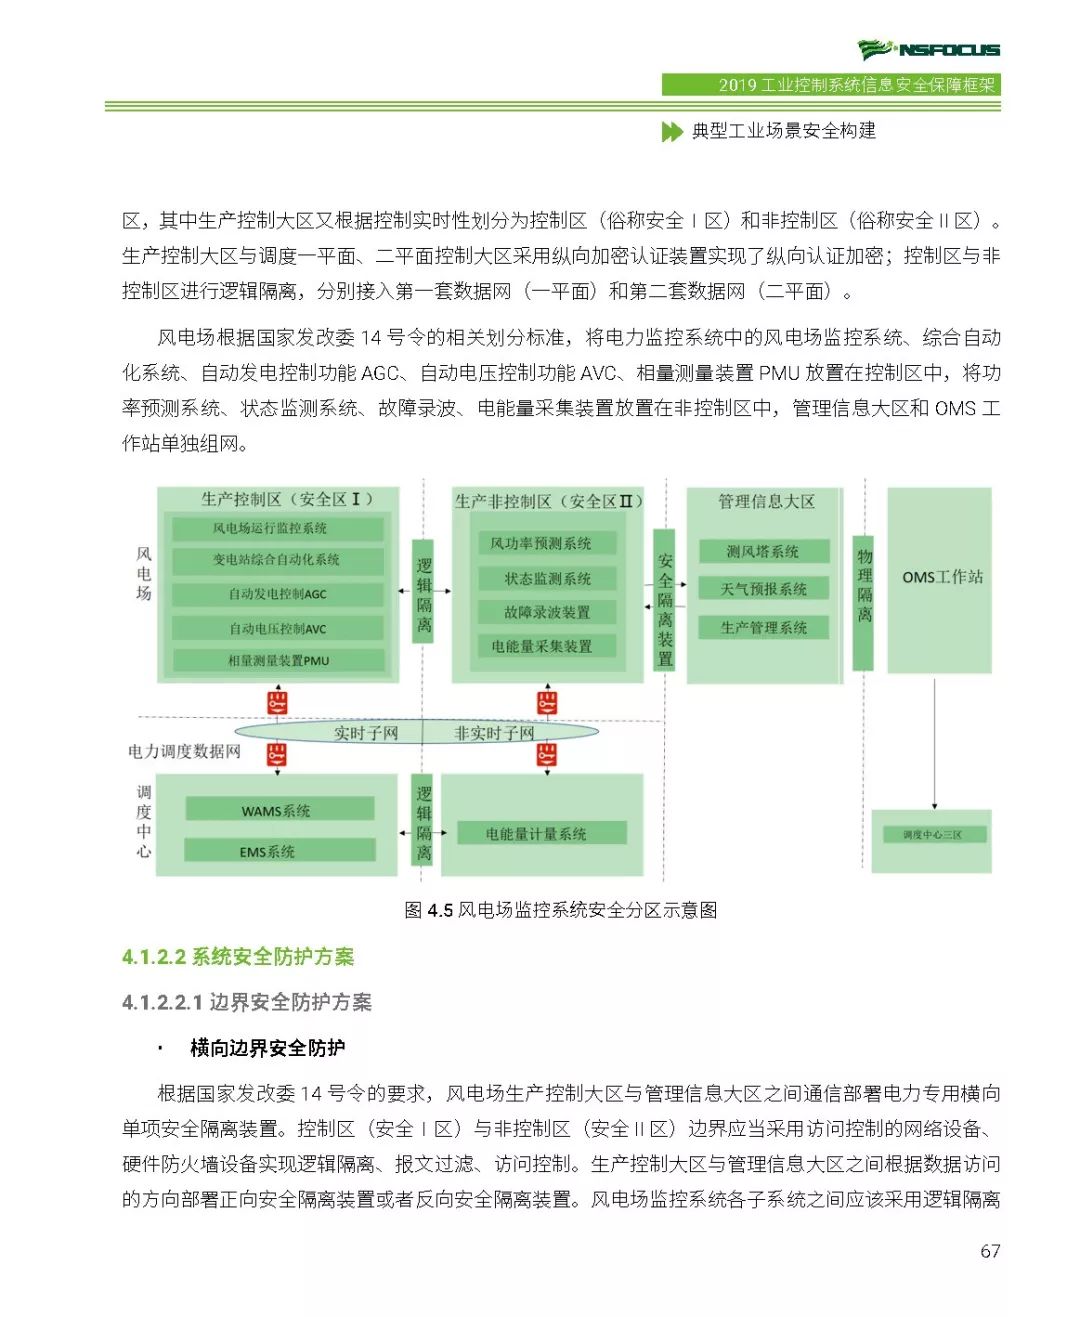 NSFOCUS
2019 工业控制系统信息安全保障框架
典型工业场景安全构建
区，其中生产控制大区又根据控制实时性划分为控制区（俗称安全 I 区）和非控制区（俗称安全 II 区）。
生产控制大区与调度一平面、二平面控制大区采用纵向加密认证装置实现了纵向认证加密；控制区与非
控制区进行逻辑隔离，分别接入第一套数据网（一平面）和第二套数据网（二平面）。
风电场根据国家发改委 14 号令的相关划分标准，将电力监控系统中的风电场监控系统、综合自动
化系统、自动发电控制功能 AGC、自动电压控制功能 AVC、相量测量装置 PMU 放置在控制区中，将功
率预测系统、状态监测系统、故障录波、电能量采集装置放置在非控制区中，管理信息大区和 OMS 工
作站单独组网。
风电场
生产控制区（安全区 I ）
风电场运行监控系统
变电站综合自动化系统
自动发电控制AGC
自动电压控制AVC
相量测量装置PMU
逻辑隔离
生产非控制区（安全区II）
风功率预测系统
状态监测系统
故障录波装置
电能量采集装置
安全隔离装置
管理信息大区
测风塔系统
天气预报系统
生产管理系统
物理隔离
OMS工作站
电力调度数据网
实时子网
非实时子网
调度中心
WAMS系统
EMS系统
逻辑隔离
电能量计量系统
调度中心三区
图 4.5 风电场监控系统安全分区示意图
4.1.2.2 系统安全防护方案
4.1.2.2.1 边界安全防护方案
· 横向边界安全防护
根据国家发改委 14 号令的要求，风电场生产控制大区与管理信息大区之间通信部署电力专用横向
单项安全隔离装置。控制区（安全 I 区）与非控制区（安全 II 区）边界应当采用访问控制的网络设备、
硬件防火墙设备实现逻辑隔离、报文过滤、访问控制。生产控制大区与管理信息大区之间根据数据访问
的方向部署正向安全隔离装置或者反向安全隔离装置。风电场监控系统各子系统之间应该采用逻辑隔离
67